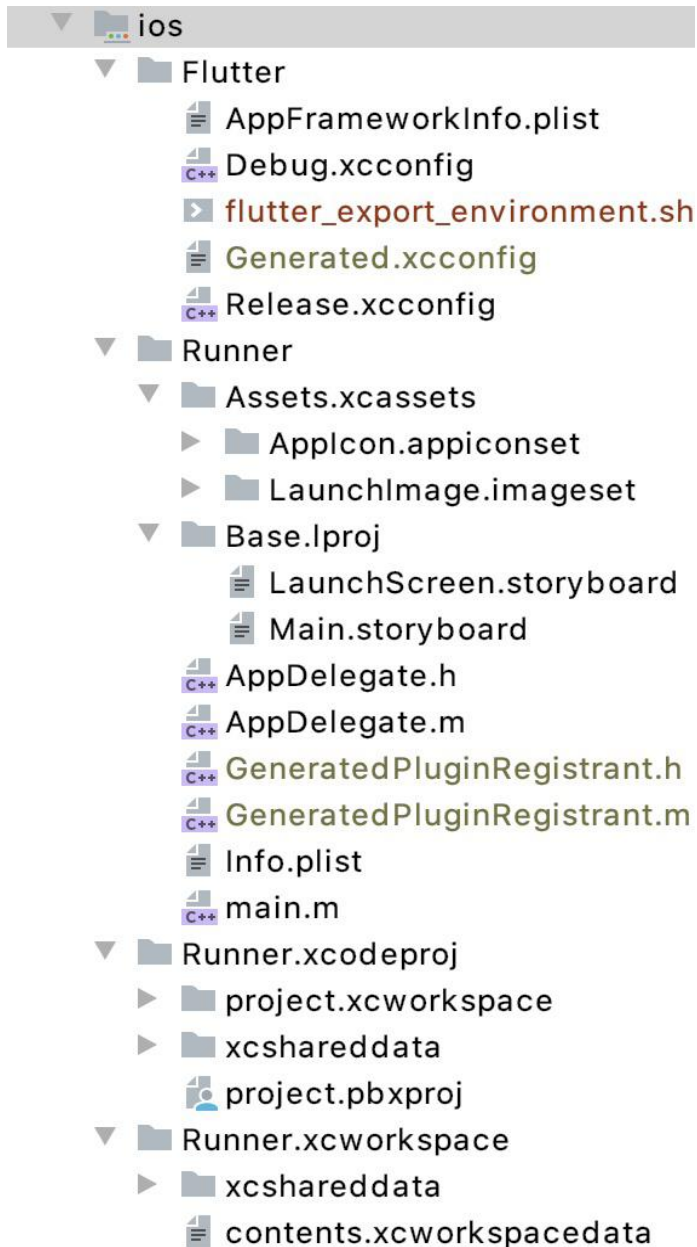 ios
Flutter
AppFrameworkInfo.plist
C++ Debug.xcconfig
flutter_export_environment.sh
Generated.xcconfig
C++ Release.xcconfig
Runner
Assets.xcassets
AppIcon.appiconset
LaunchImage.imageset
Base.lproj
LaunchScreen.storyboard
Main.storyboard
C++ AppDelegate.h
C++ AppDelegate.m
C++ GeneratedPluginRegistrant.h
C++ GeneratedPluginRegistrant.m
Info.plist
C++ main.m
Runner.xcodeproj
project.xcworkspace
xcshareddata
project.pbxproj
Runner.xcworkspace
xcshareddata
contents.xcworkspacedata